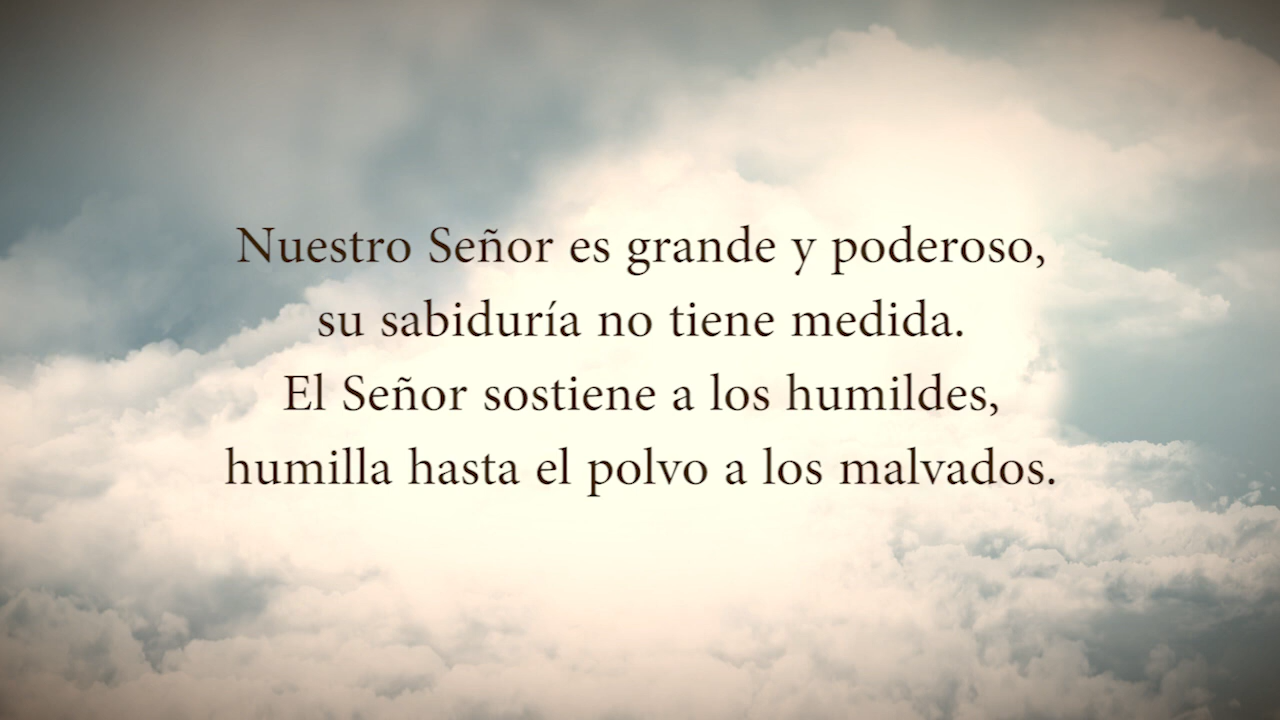 Nuestro Señor es grande y poderoso,
su sabiduría no tiene medida.
El Señor sostiene a los humildes,
humilla hasta el polvo a los malvados.